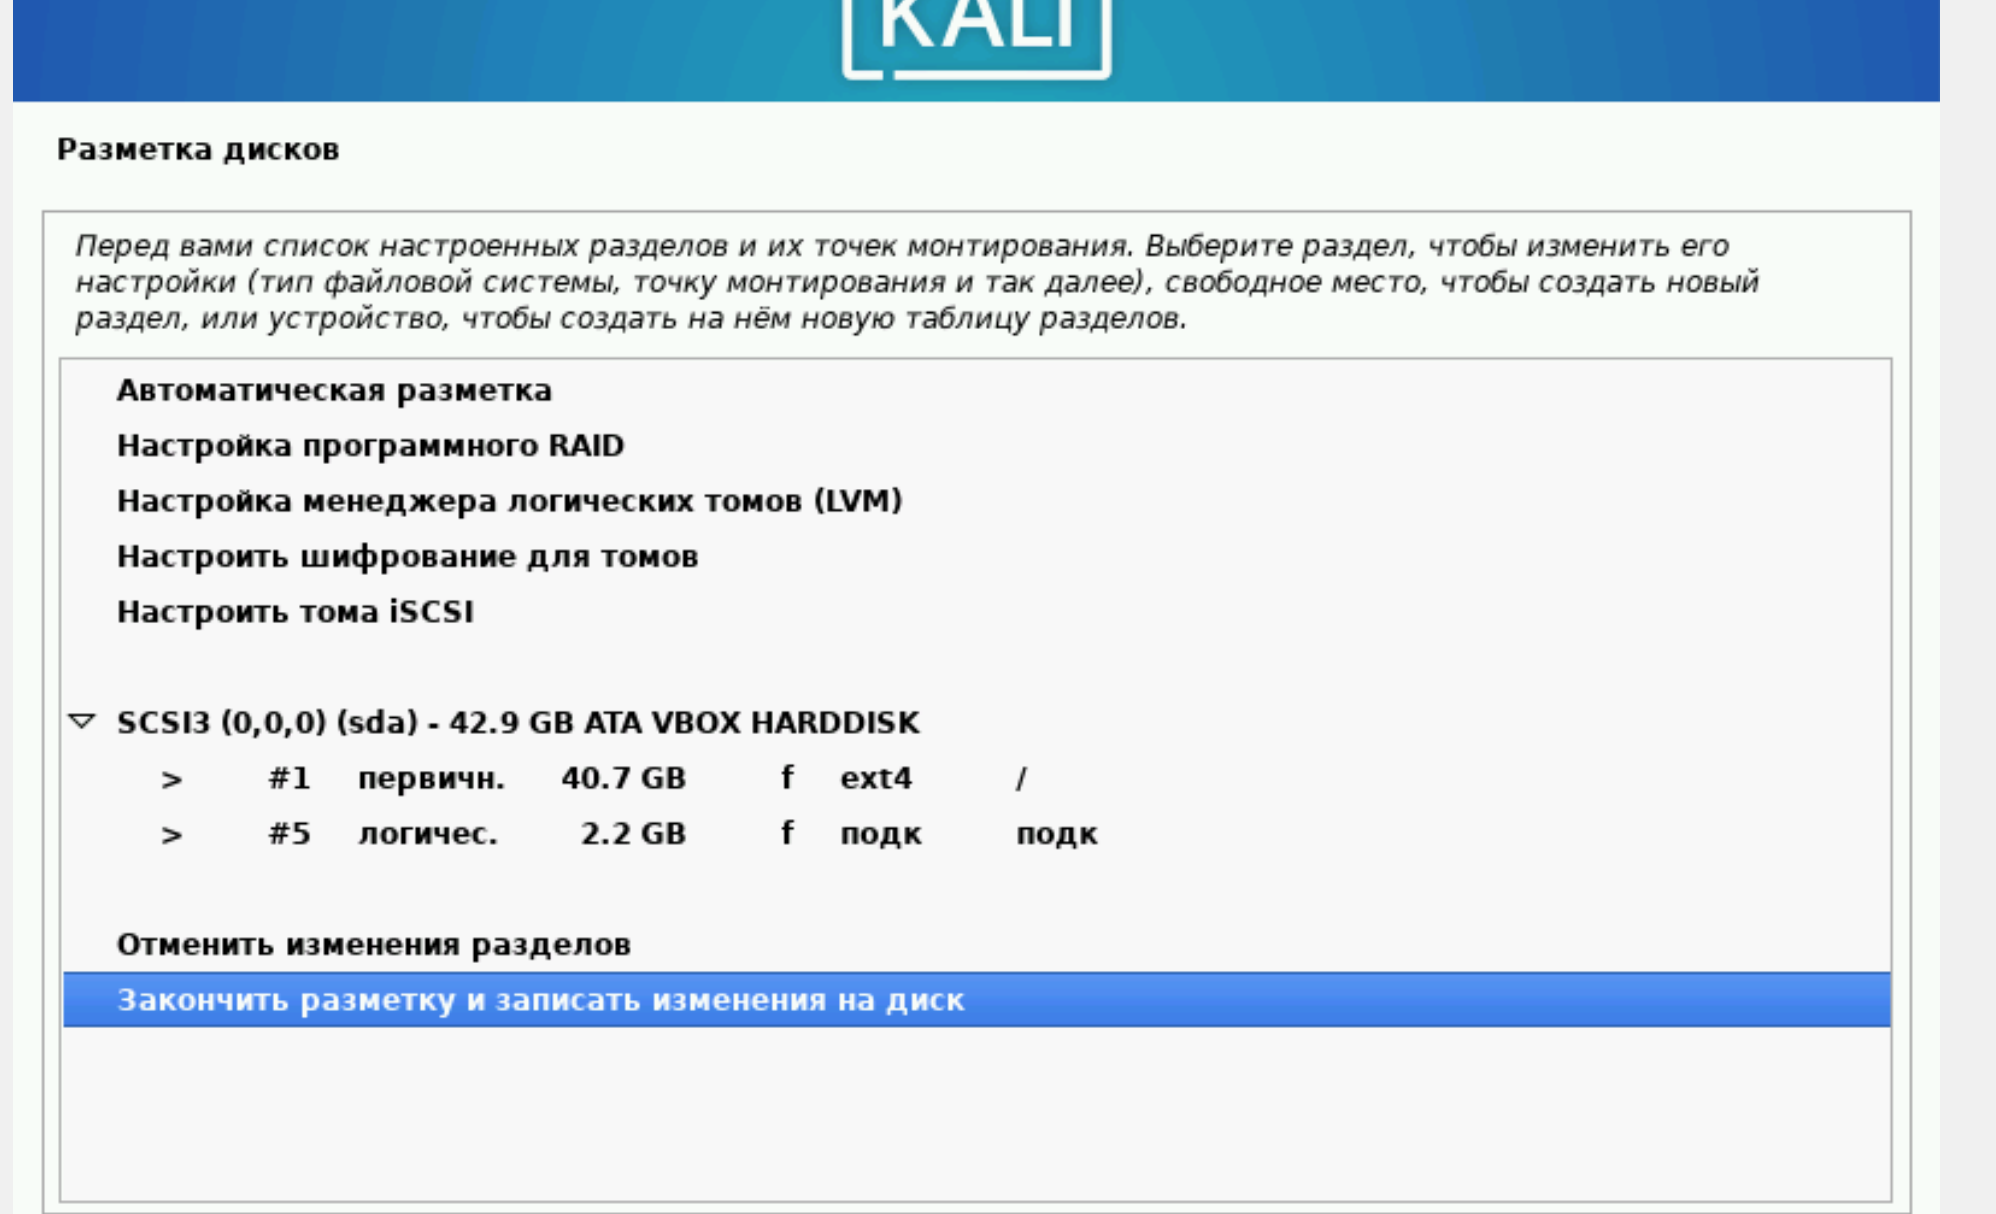 KALI
Разметка дисков
Перед вами список настроенных разделов и их точек монтирования. Выберите раздел, чтобы изменить его
настройки (тип файловой системы, точку монтирования и так далее), свободное место, чтобы создать новый
раздел, или устройство, чтобы создать на нём новую таблицу разделов.
Автоматическая разметка
Настройка программного RAID
Настройка менеджера логических томов (LVM)
Настроить шифрование для томов
Настроить тома iSCSI
SCSI3 (0,0,0) (sda) - 42.9 GB ATA VBOX HARDDISK
> #1 первичн. 40.7 GB f ext4 /
> #5 логичес. 2.2 GB f подк подк
Отменить изменения разделов
Закончить разметку и записать изменения на диск